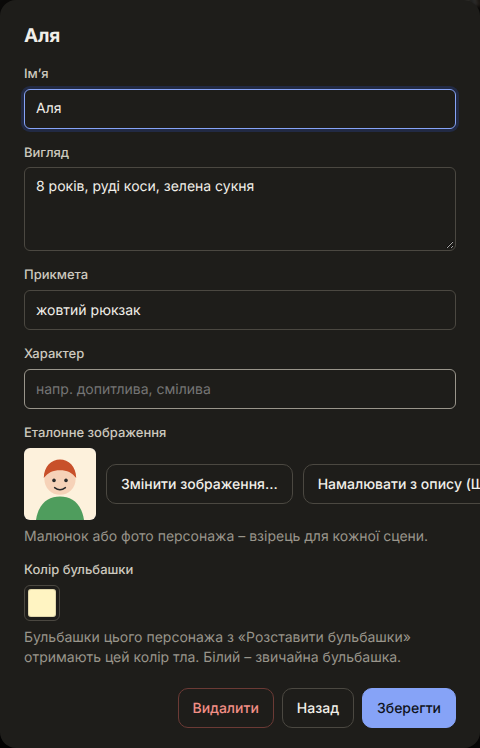 Аля
Ім’я
Аля
Вигляд
8 років, руді коси, зелена сукня
Прикмета
жовтий рюкзак
Характер
напр. допитлива, смілива
Еталонне зображення
Змінити зображення...
Намалювати з опису (
Малюнок або фото персонажа – взірець для кожної сцени.
Колір бульбашки
Бульбашки цього персонажа з «Розставити бульбашки»
отримають цей колір тла. Білий – звичайна бульбашка.
Видалити
Назад
Зберегти